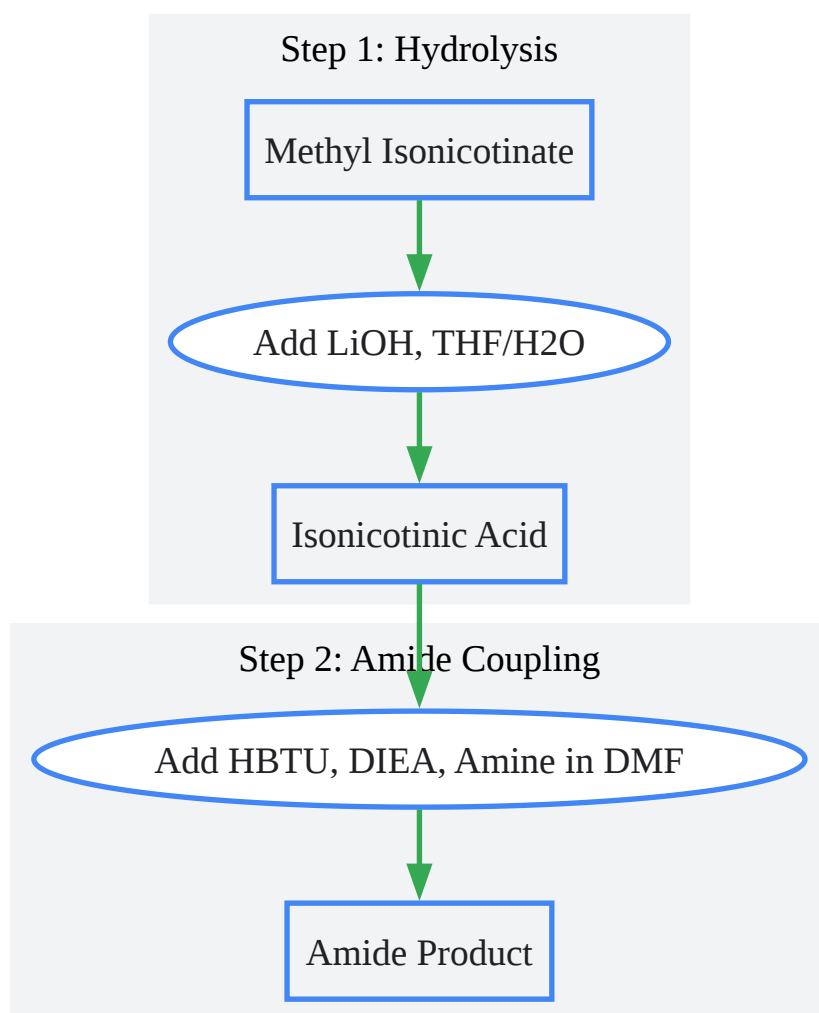 Step 1: Hydrolysis
Methyl Isonicotinate
Add LiOH, THF/H2O
Isonicotinic Acid
Step 2: Amide Coupling
Add HBTU, DIEA, Amine in DMF
Amide Product